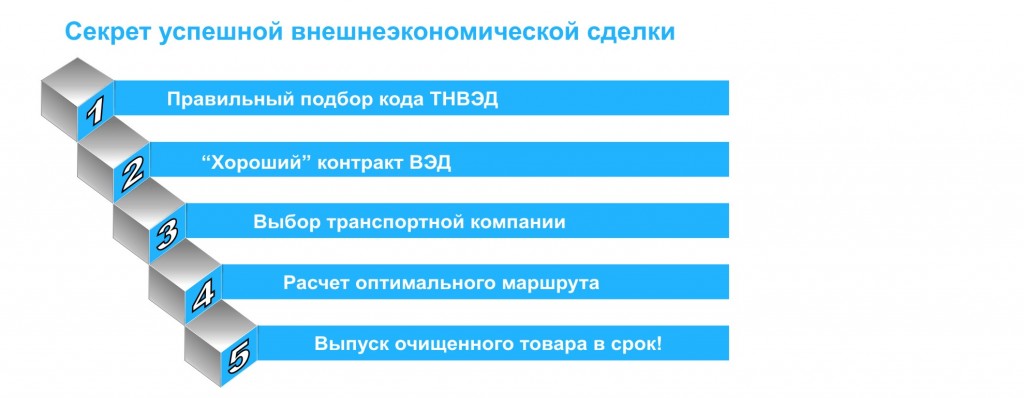 Секрет успешной внешнеэкономической сделки
1 Правильный подбор кода ТНВЭД
2 “Хороший” контракт ВЭД
3 Выбор транспортной компании
4 Расчет оптимального маршрута
5 Выпуск очищенного товара в срок!